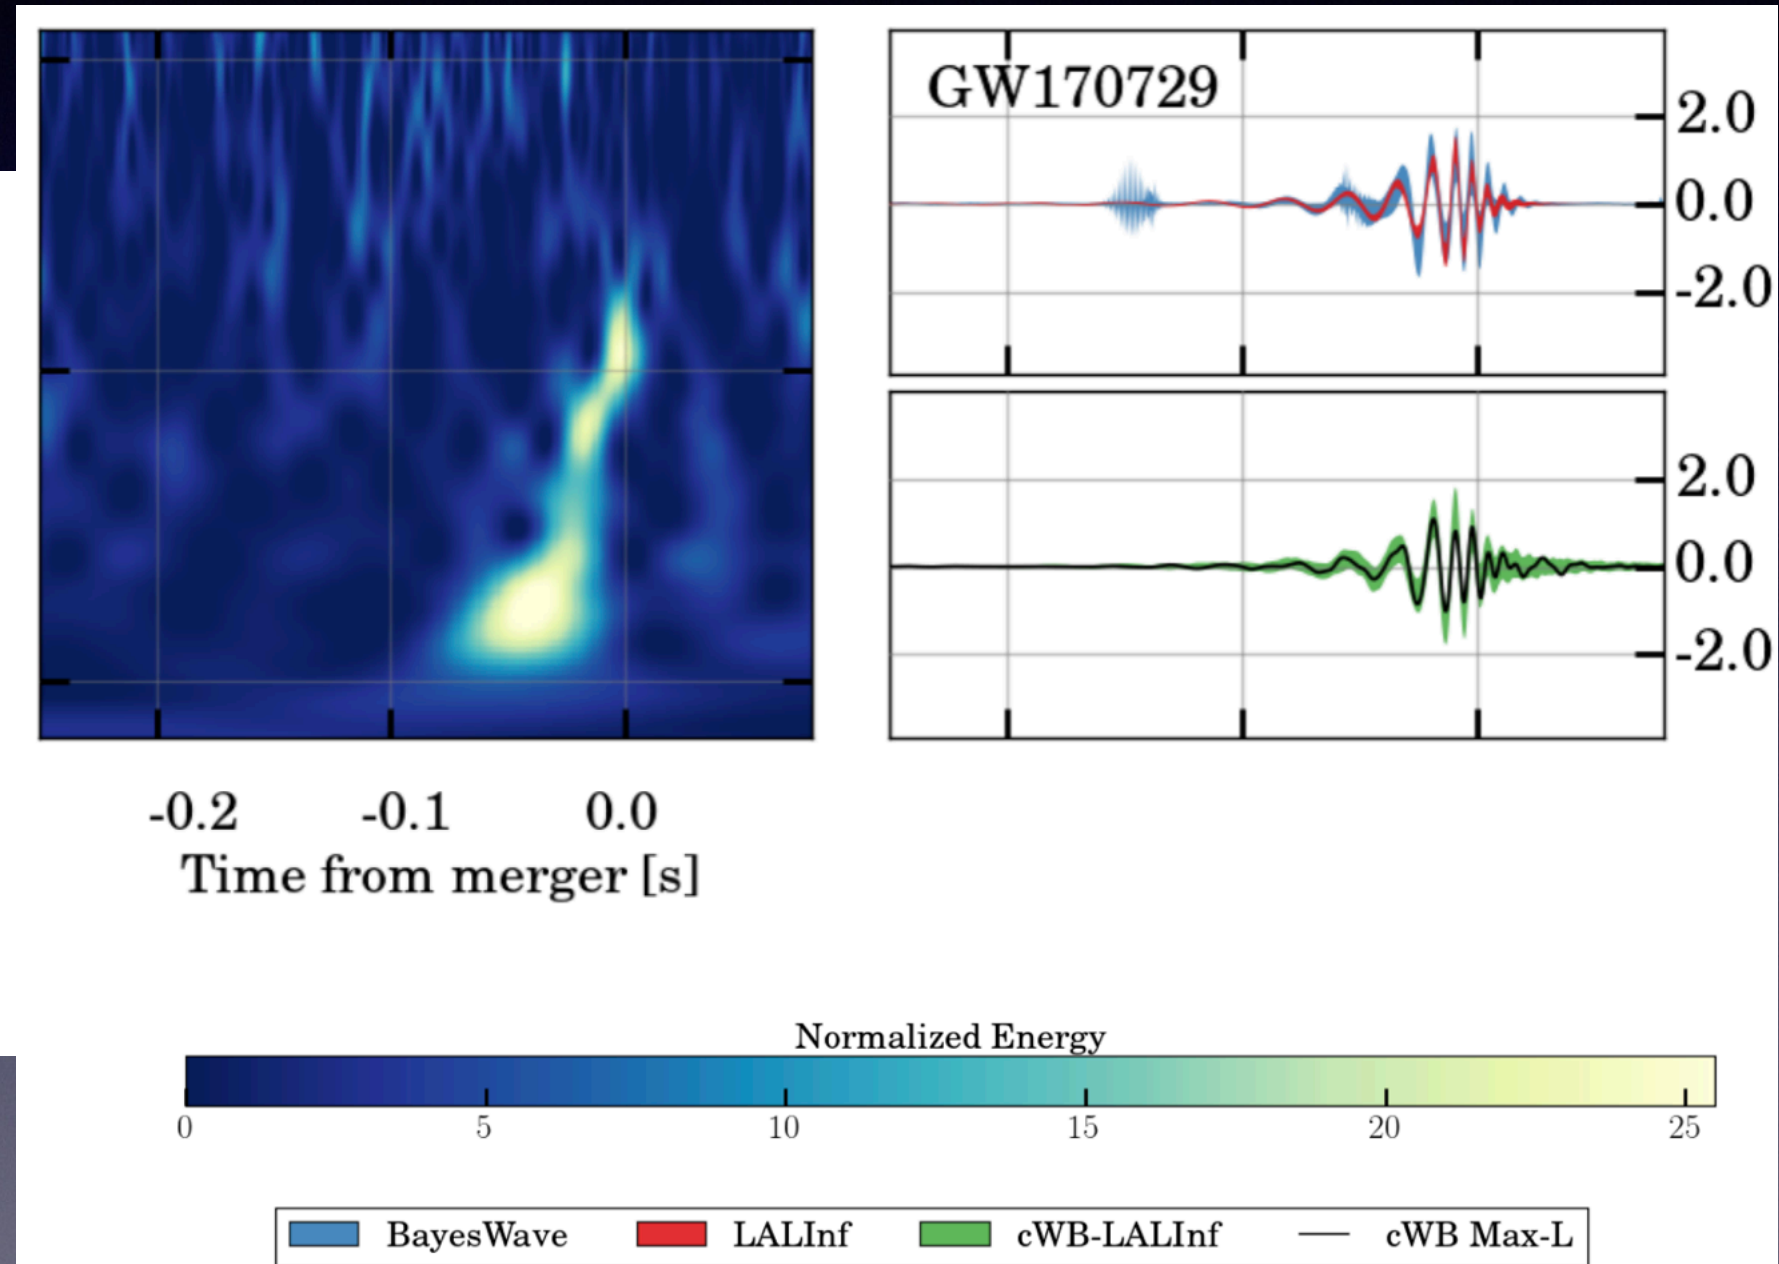 GW170729
2.0
0.0
-2.0
2.0
0.0
-2.0
-0.2 -0.1 0.0
Time from merger [s]
Normalized Energy
0 5 10 15 20 25
BayesWave LALInf cWB-LALInf cWB Max-L